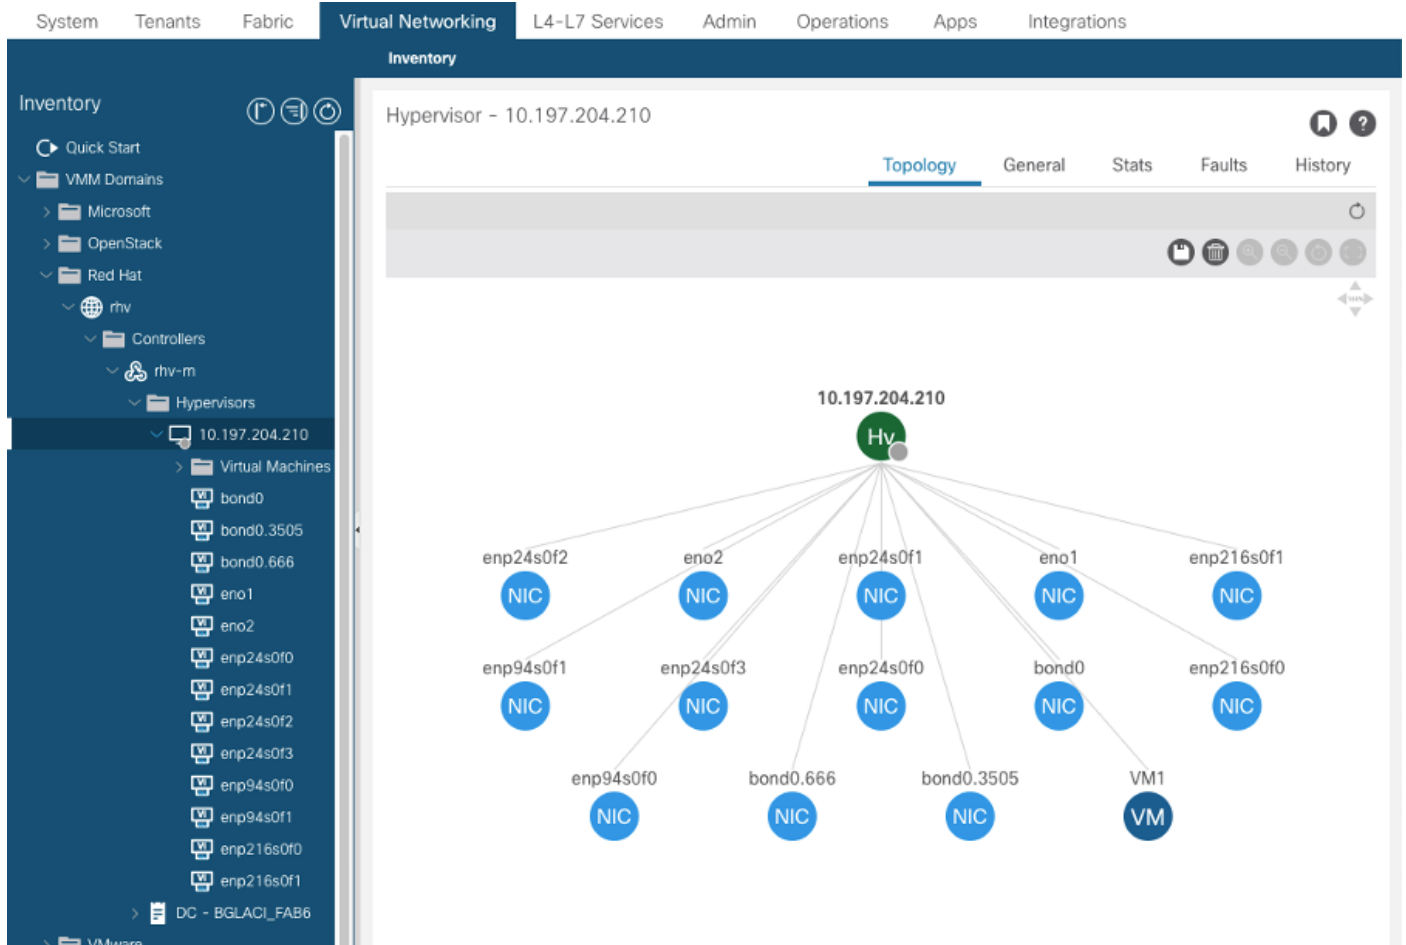 System Tenants Fabric Virtual Networking L4-L7 Services Admin Operations Apps Integrations
Inventory
Inventory
Quick Start
VMM Domains
Microsoft
OpenStack
Red Hat
rhv
Controllers
rhv-m
Hypervisors
10.197.204.210
Virtual Machines
bond0
bond0.3505
bond0.666
eno1
eno2
enp24s0f0
enp24s0f1
enp24s0f2
enp24s0f3
enp94s0f0
enp94s0f1
enp216s0f0
enp216s0f1
DC - BGLACI_FAB6
VMware
Hypervisor - 10.197.204.210
?
Topology General Stats Faults History
10.197.204.210
Hv
enp24s0f2 eno2 enp24s0f1 eno1 enp216s0f1
NIC NIC NIC NIC NIC
enp94s0f1 enp24s0f3 enp24s0f0 bond0 enp216s0f0
NIC NIC NIC NIC NIC
enp94s0f0 bond0.666 bond0.3505 VM1
NIC NIC NIC VM